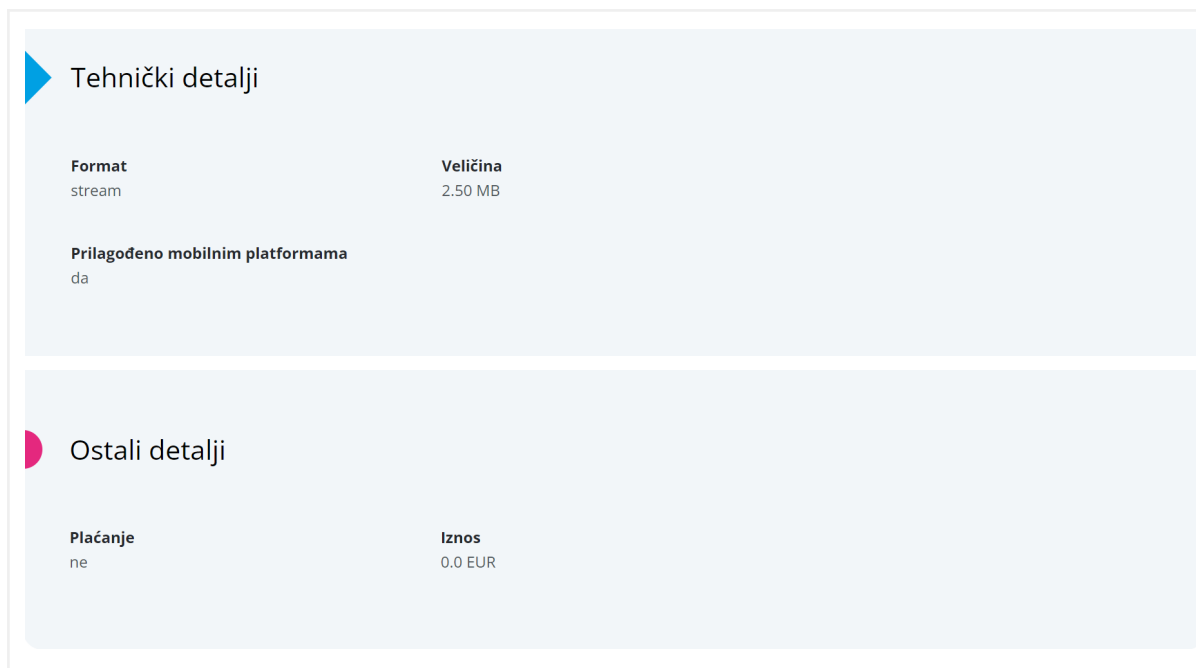 Tehnički detalji
Format
stream
Veličina
2.50 MB
Prilagođeno mobilnim platformama
da
Ostali detalji
Plaćanje
ne
Iznos
0.0 EUR